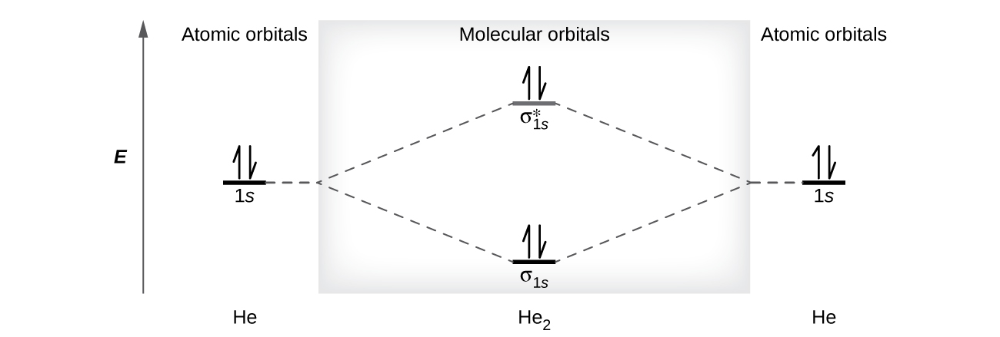 Atomic orbitals Molecular orbitals Atomic orbitals
σ*1s
E
1s 1s
σ1s
He He2 He